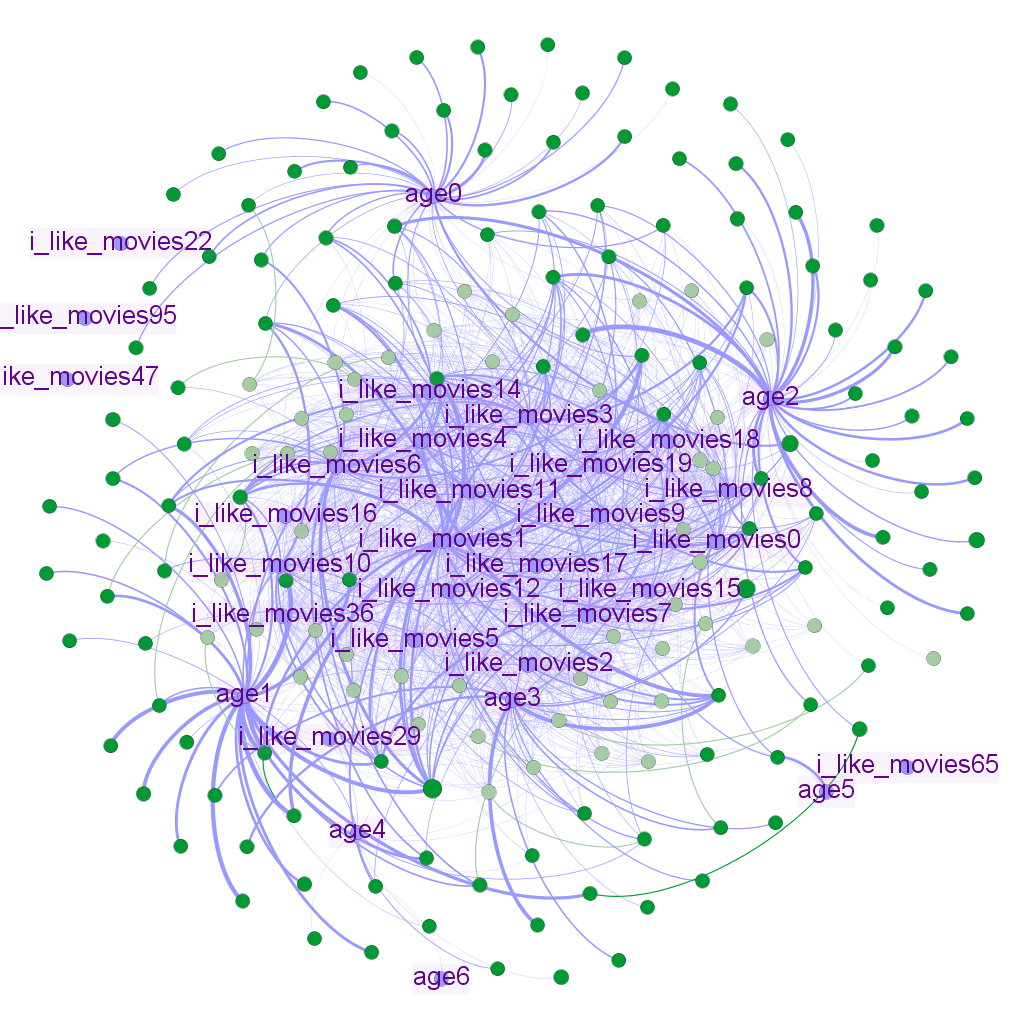 age0
i_like_movies22
_like_movies95
ike_movies47
i_like_movies14
age2
i_like_movies3
i_like_movies4
i_like_movies18
i_like_movies6
i_like_movies19
i_like_movies11
i_like_movies8
i_like_movies16
i_like_movies9
i_like_movies1
i_like_movies0
i_like_movies10
i_like_movies17
i_like_movies12
i_like_movies15
i_like_movies36
i_like_movies7
i_like_movies5
i_like_movies2
age1
age3
i_like_movies29
i_like_movies65
age5
age4
age6